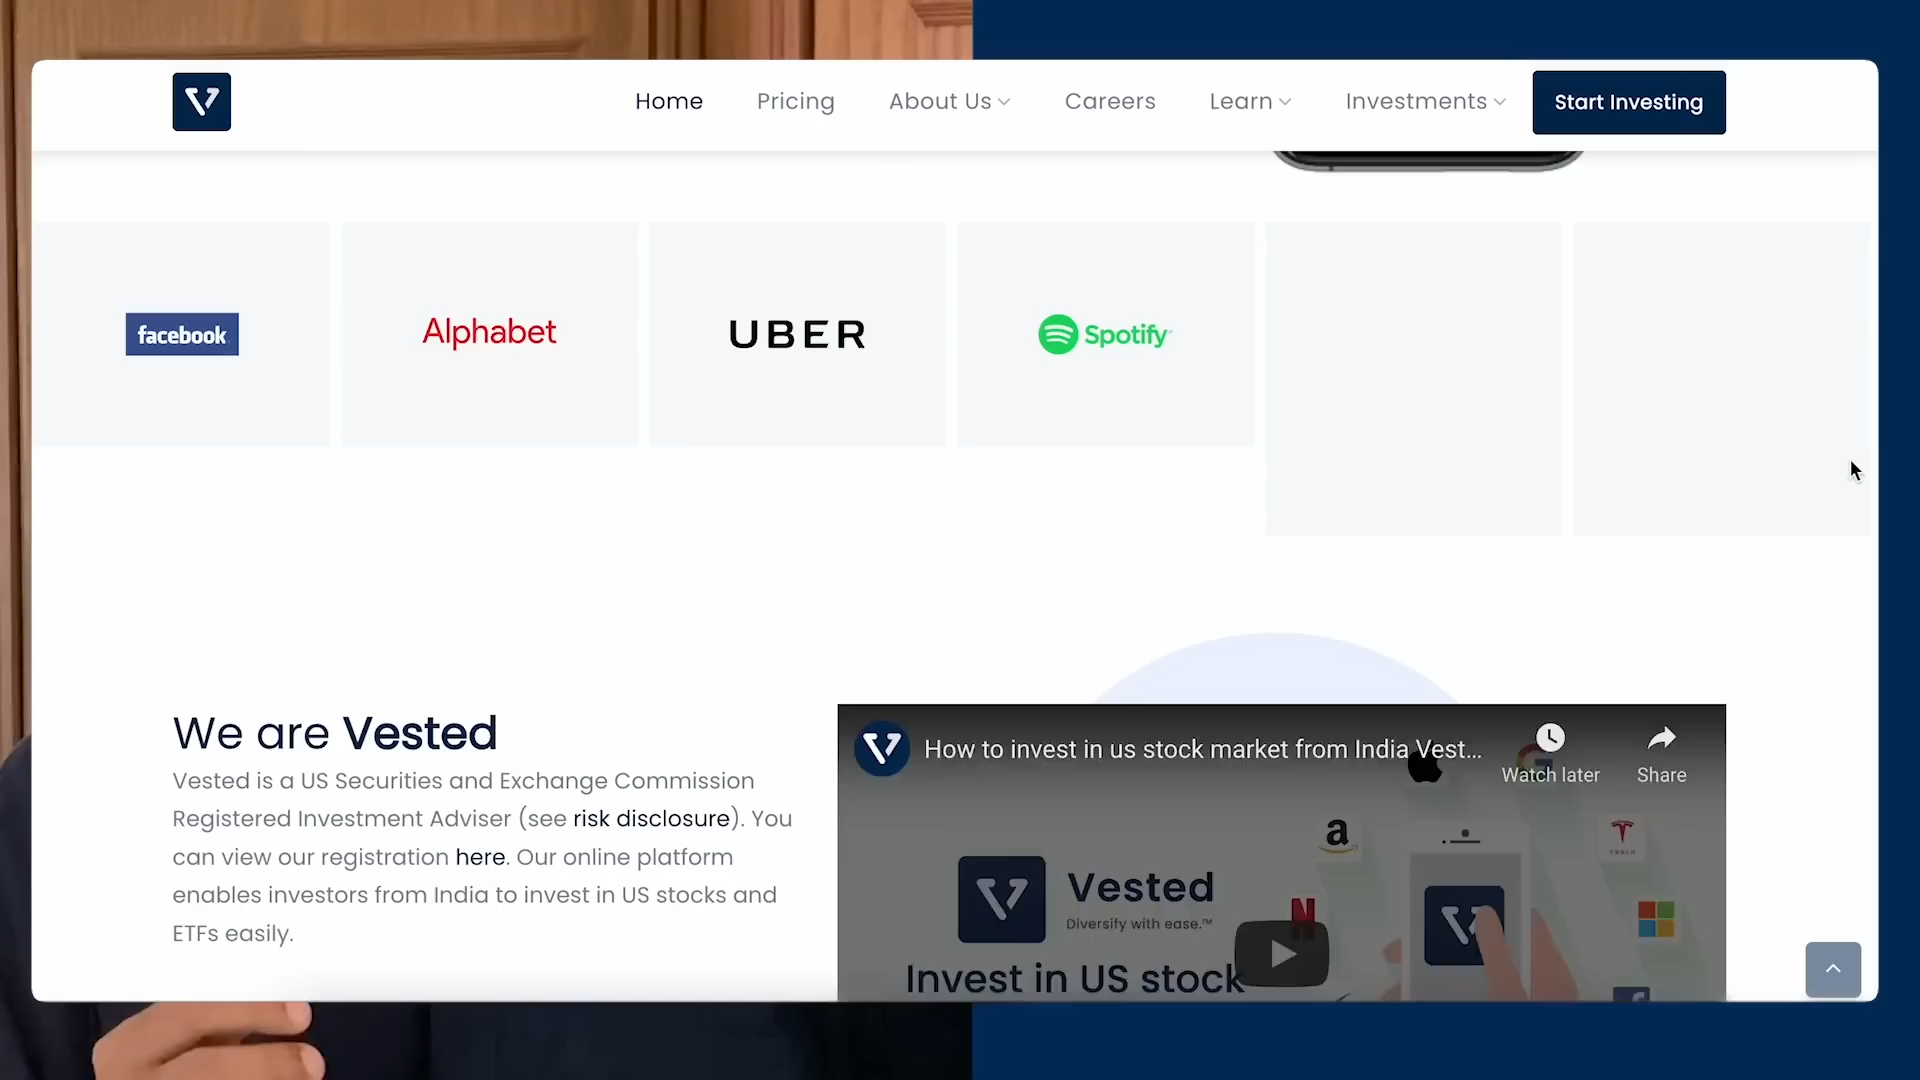 Home Pricing About Us Careers Learn Investments Start Investing
facebook Alphabet UBER Spotify
We are Vested
Vested is a US Securities and Exchange Commission
Registered Investment Adviser (see risk disclosure). You
can view our registration here. Our online platform
enables investors from India to invest in US stocks and
ETFs easily.
How to invest in us stock market from India Vest...
Watch later
Share
TESLA
Vested
Diversify with ease.™
Invest in US stock